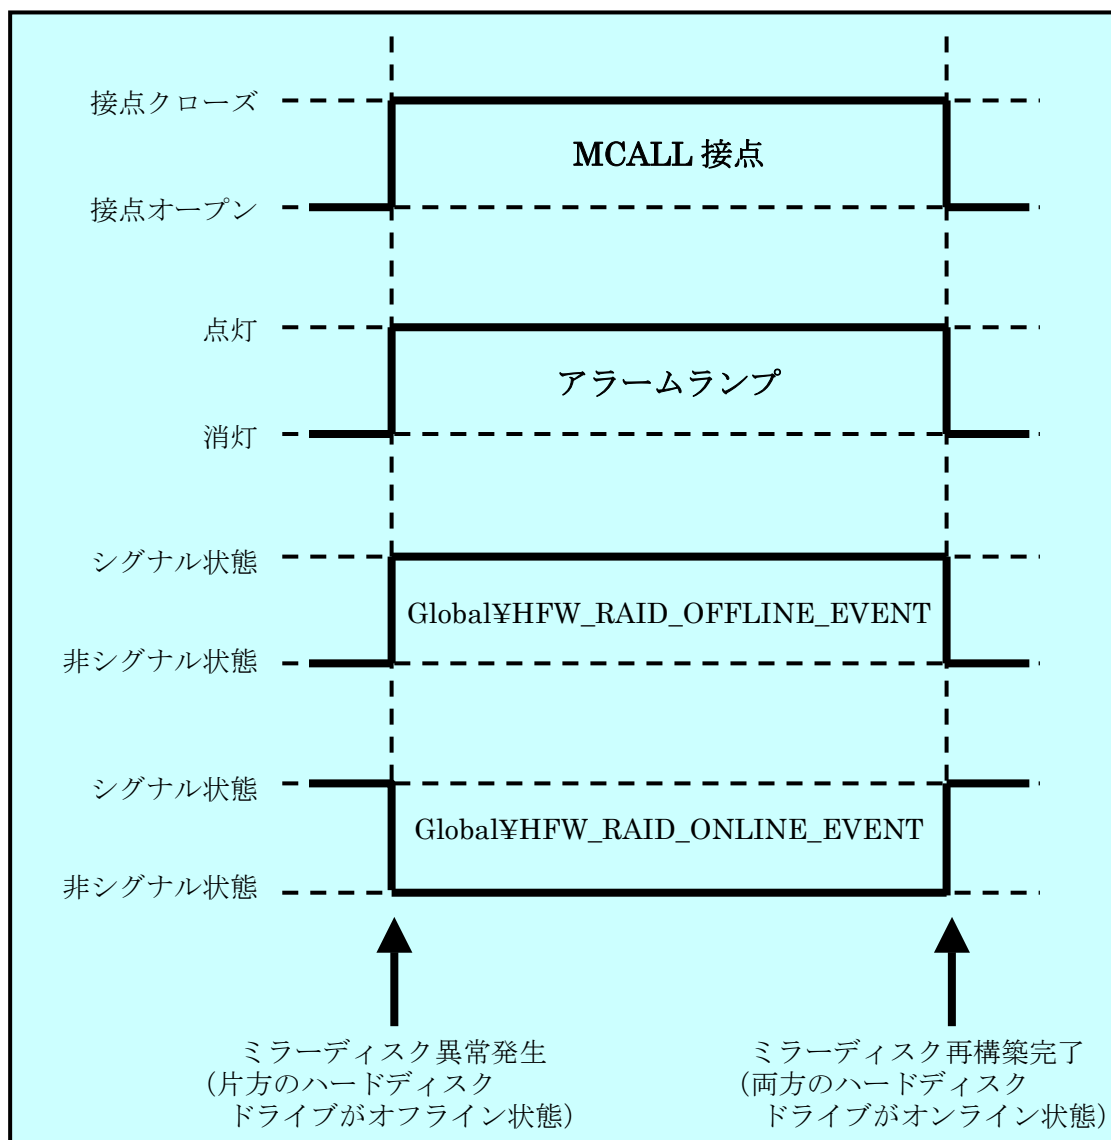 接点クローズ
MCALL 接点
接点オープン
点灯
アラームランプ
消灯
シグナル状態
Global¥HFW_RAID_OFFLINE_EVENT
非シグナル状態
シグナル状態
Global¥HFW_RAID_ONLINE_EVENT
非シグナル状態
ミラーディスク異常発生
(片方のハードディスク
ドライブがオフライン状態)
ミラーディスク再構築完了
(両方のハードディスク
ドライブがオンライン状態)